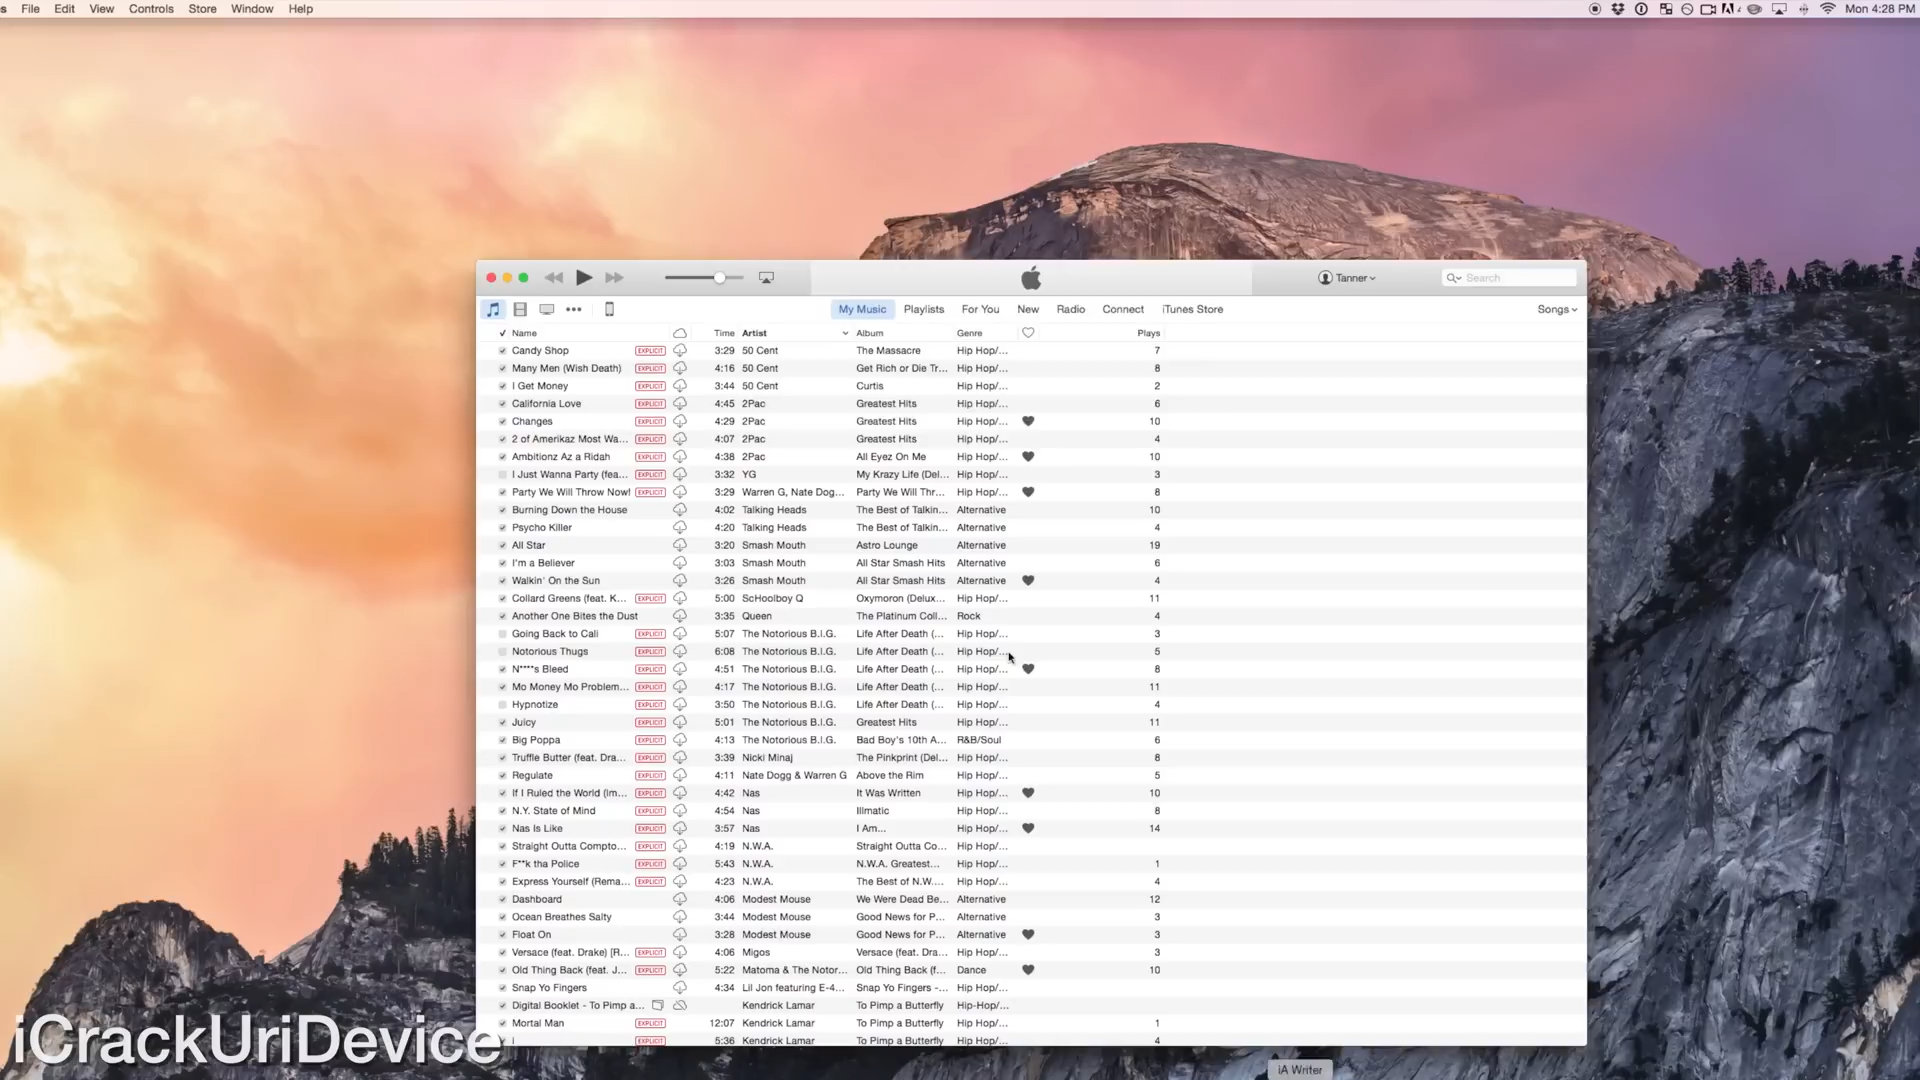 File Edit View Controls Store Window Help Mon 4:28 PM
Tanner Search
My Music Playlists For You New Radio Connect iTunes Store Songs
Name Time Artist Album Genre Plays
Candy Shop EXPLICIT 3:29 50 Cent The Massacre Hip Hop/... 7
Many Men (Wish Death) EXPLICIT 4:16 50 Cent Get Rich or Die Tr... Hip Hop/... 8
I Get Money EXPLICIT 3:44 50 Cent Curtis Hip Hop/... 2
California Love EXPLICIT 4:45 2Pac Greatest Hits Hip Hop/... 6
Changes EXPLICIT 4:29 2Pac Greatest Hits Hip Hop/... 10
2 of Amerikaz Most Wa... EXPLICIT 4:07 2Pac Greatest Hits Hip Hop/... 4
Ambitionz Az a Ridah EXPLICIT 4:38 2Pac All Eyez On Me Hip Hop/... 10
I Just Wanna Party (fea... EXPLICIT 3:32 YG My Krazy Life (Del... Hip Hop/... 3
Party We Will Throw Now! EXPLICIT 3:29 Warren G, Nate Dog... Party We Will Thr... Hip Hop/... 8
Burning Down the House 4:02 Talking Heads The Best of Talkin... Alternative 10
Psycho Killer 4:20 Talking Heads The Best of Talkin... Alternative 4
All Star 3:20 Smash Mouth Astro Lounge Alternative 19
I'm a Believer 3:03 Smash Mouth All Star Smash Hits Alternative 6
Walkin' On the Sun 3:26 Smash Mouth All Star Smash Hits Alternative 4
Collard Greens (feat. K... EXPLICIT 5:00 ScHoolboy Q Oxymoron (Delux... Hip Hop/... 11
Another One Bites the Dust 3:35 Queen The Platinum Coll... Rock 4
Going Back to Cali EXPLICIT 5:07 The Notorious B.I.G. Life After Death (... Hip Hop/... 3
Notorious Thugs EXPLICIT 6:08 The Notorious B.I.G. Life After Death (... Hip Hop/... 5
N****s Bleed EXPLICIT 4:51 The Notorious B.I.G. Life After Death (... Hip Hop/... 8
Mo Money Mo Problem... EXPLICIT 4:17 The Notorious B.I.G. Life After Death (... Hip Hop/... 11
Hypnotize EXPLICIT 3:50 The Notorious B.I.G. Life After Death (... Hip Hop/... 4
Juicy EXPLICIT 5:01 The Notorious B.I.G. Greatest Hits Hip Hop/... 11
Big Poppa EXPLICIT 4:13 The Notorious B.I.G. Bad Boy's 10th A... R&B/Soul 6
Truffle Butter (feat. Dra... EXPLICIT 3:39 Nicki Minaj The Pinkprint (Del... Hip Hop/... 8
Regulate EXPLICIT 4:11 Nate Dogg & Warren G Above the Rim Hip Hop/... 5
If I Ruled the World (Im... EXPLICIT 4:42 Nas It Was Written Hip Hop/... 10
N.Y. State of Mind EXPLICIT 4:54 Nas Illmatic Hip Hop/... 8
Nas Is Like EXPLICIT 3:57 Nas I Am... Hip Hop/... 14
Straight Outta Compto... EXPLICIT 4:19 N.W.A. Straight Outta Co... Hip Hop/...
F**k tha Police EXPLICIT 5:43 N.W.A. N.W.A. Greatest... Hip Hop/... 1
Express Yourself (Rema... EXPLICIT 4:23 N.W.A. The Best of N.W.... Hip Hop/... 4
Dashboard 4:06 Modest Mouse We Were Dead Be... Alternative 12
Ocean Breathes Salty 3:44 Modest Mouse Good News for P... Alternative 3
Float On 3:28 Modest Mouse Good News for P... Alternative 3
Versace (feat. Drake) [R... EXPLICIT 4:06 Migos Versace (feat. Dra... Hip Hop/... 3
Old Thing Back (feat. J... EXPLICIT 5:22 Matoma & The Notor... Old Thing Back (f... Dance 10
Snap Yo Fingers 4:34 Lil Jon featuring E-4... Snap Yo Fingers -... Hip Hop/...
Digital Booklet - To Pimp a... Kendrick Lamar To Pimp a Butterfly Hip-Hop/...
Mortal Man EXPLICIT 12:07 Kendrick Lamar To Pimp a Butterfly Hip Hop/... 1
i EXPLICIT 5:36 Kendrick Lamar To Pimp a Butterfly Hip Hop/... 4
iCrackUriDevice
iA Writer